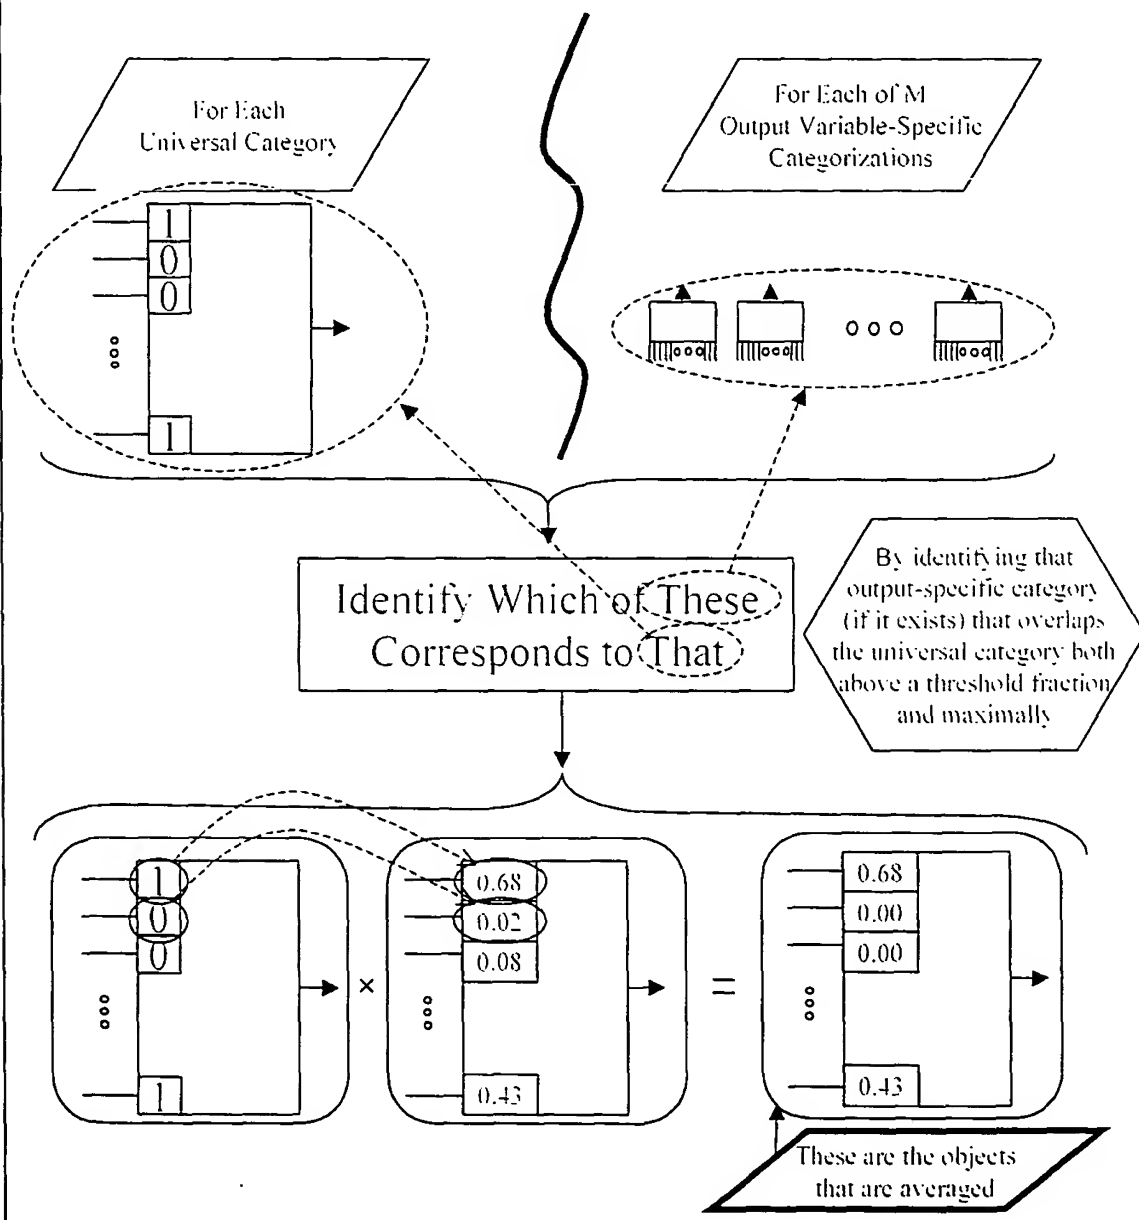 For Each
Universal Category
For Each of M
Output Variable-Specific
Categorizations
1
0
0
1
Identify Which of These
Corresponds to That
By identifying that
output-specific category
(if it exists) that overlaps
the universal category both
above a threshold fraction
and maximally
1
0
0
1
×
0.68
0.02
0.08
0.43
=
0.68
0.00
0.00
0.43
These are the objects
that are averaged